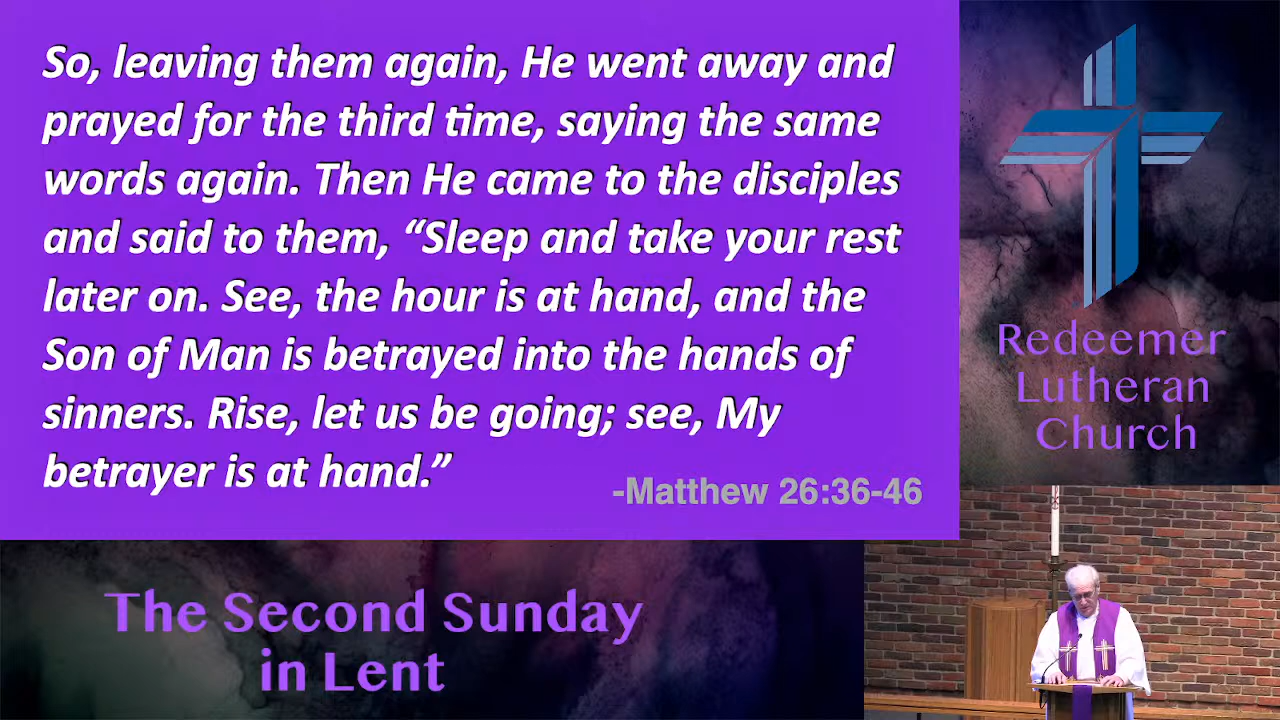 So, leaving them again, He went away and
prayed for the third time, saying the same
words again. Then He came to the disciples
and said to them, “Sleep and take your rest
later on. See, the hour is at hand, and the
Son of Man is betrayed into the hands of
sinners. Rise, let us be going; see, My
betrayer is at hand.”
-Matthew 26:36-46
Redeemer
Lutheran
Church
The Second Sunday
in Lent